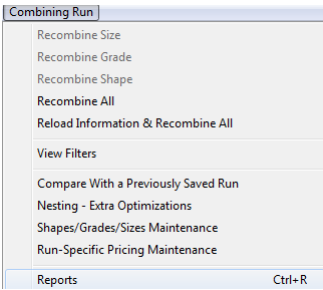 Combining Run
Recombine Size
Recombine Grade
Recombine Shape
Recombine All
Reload Information & Recombine All
View Filters
Compare With a Previously Saved Run
Nesting - Extra Optimizations
Shapes/Grades/Sizes Maintenance
Run-Specific Pricing Maintenance
Reports Ctrl+R